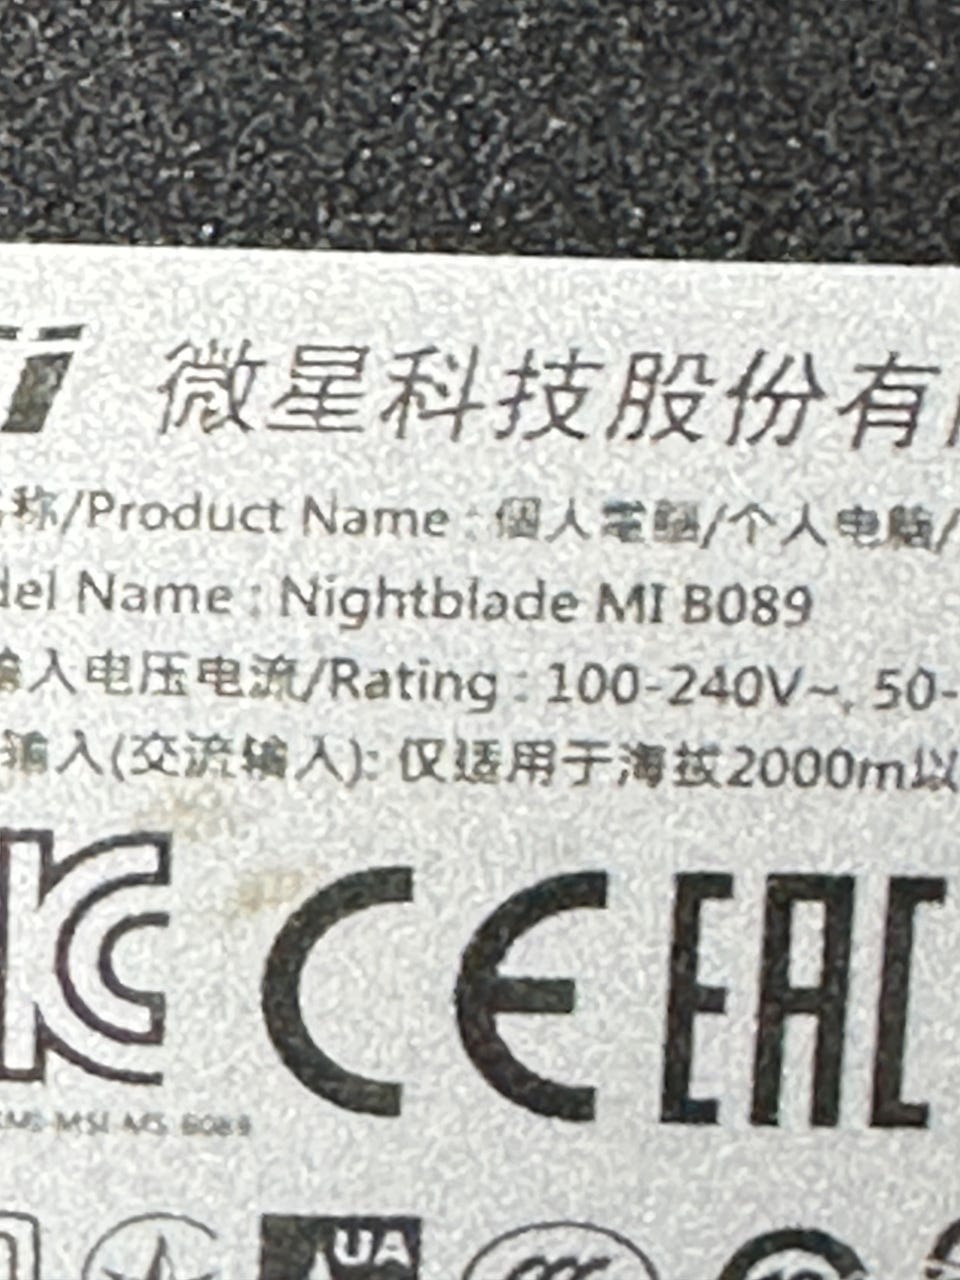 微星科技股份有
称/Product Name : 個人電腦/个人电脑/
del Name : Nightblade MI B089
输入电压电流/Rating : 100-240V~, 50-
输入(交流输入): 仅适用于海拔2000m以
CE EAC
MSI-MS-B089
UA